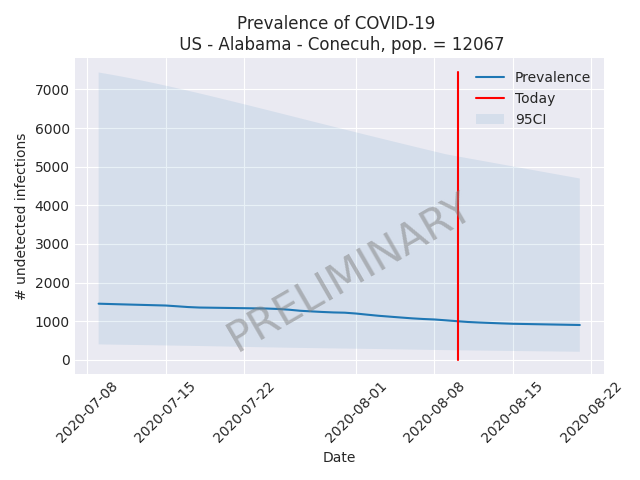 Prevalence of COVID-19
US - Alabama - Conecuh, pop. = 12067
Prevalence
Today
95CI
# undetected infections
7000
6000
5000
4000
3000
2000
1000
0
PRELIMINARY
2020-07-08
2020-07-15
2020-07-22
2020-08-01
2020-08-08
2020-08-15
2020-08-22
Date